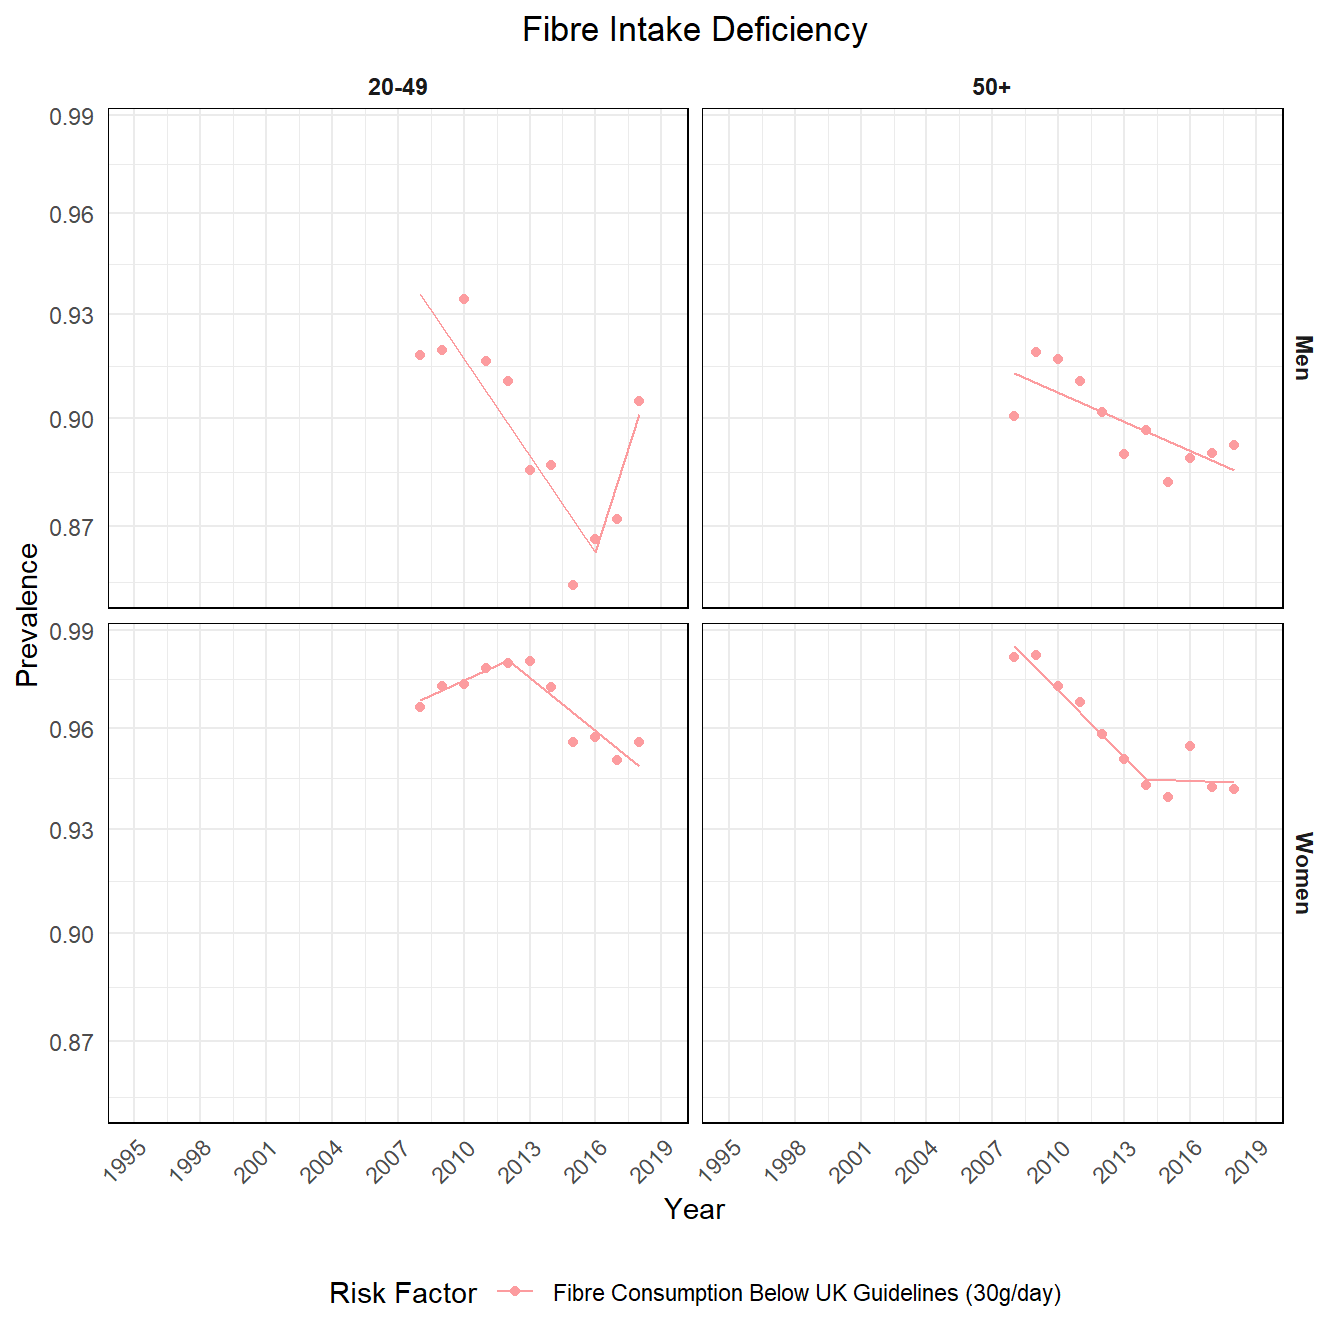 Fibre Intake Deficiency
20-49 50+
0.99
0.96
0.93
0.90
0.87
Men
0.99
0.96
0.93
0.90
0.87
Women
Prevalence
1995 1998 2001 2004 2007 2010 2013 2016 2019 1995 1998 2001 2004 2007 2010 2013 2016 2019
Year
Risk Factor Fibre Consumption Below UK Guidelines (30g/day)